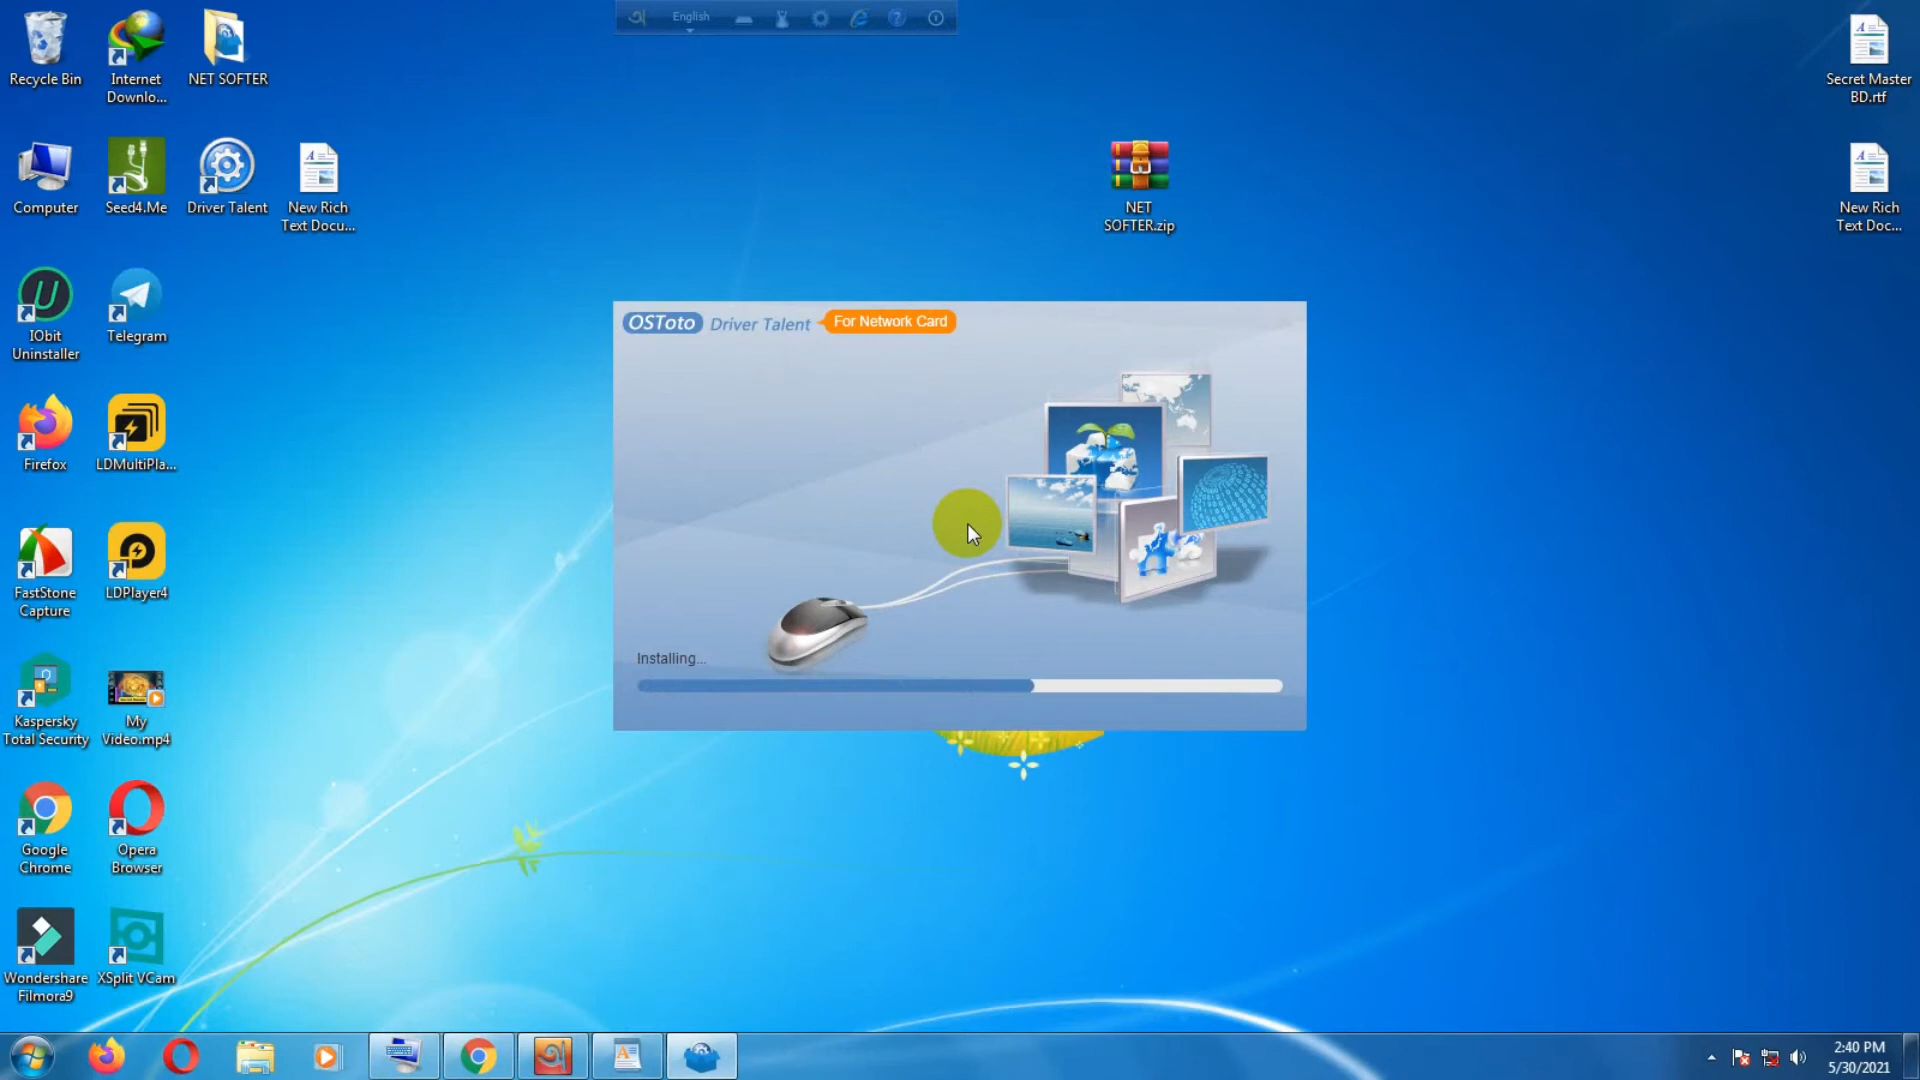 English
Recycle Bin
Internet
Downlo...
NET SOFTER
Secret Master
BD.rtf
Computer
Seed4.Me
Driver Talent
New Rich
Text Docu...
NET
SOFTER.zip
New Rich
Text Doc...
IObit
Uninstaller
Telegram
OSToto Driver Talent For Network Card
Firefox
LDMultiPla...
FastStone
Capture
LDPlayer4
Installing...
Kaspersky
Total Security
My
Video.mp4
Google
Chrome
Opera
Browser
Wondershare
Filmora9
XSplit VCam
2:40 PM
5/30/2021